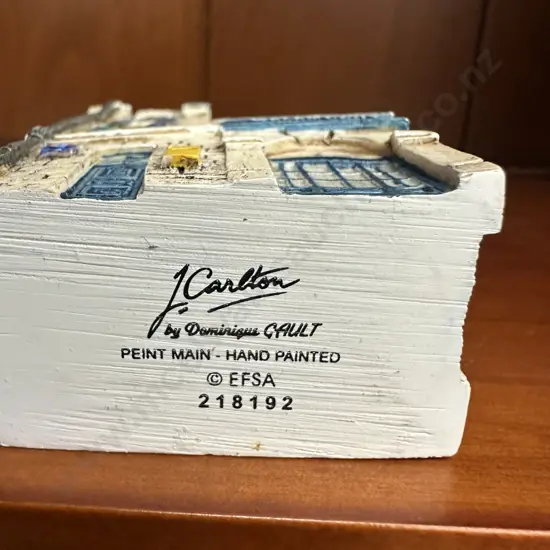 J. Carlton
by Dominique GAULT
PEINT MAIN - HAND PAINTED
© EFSA
218192